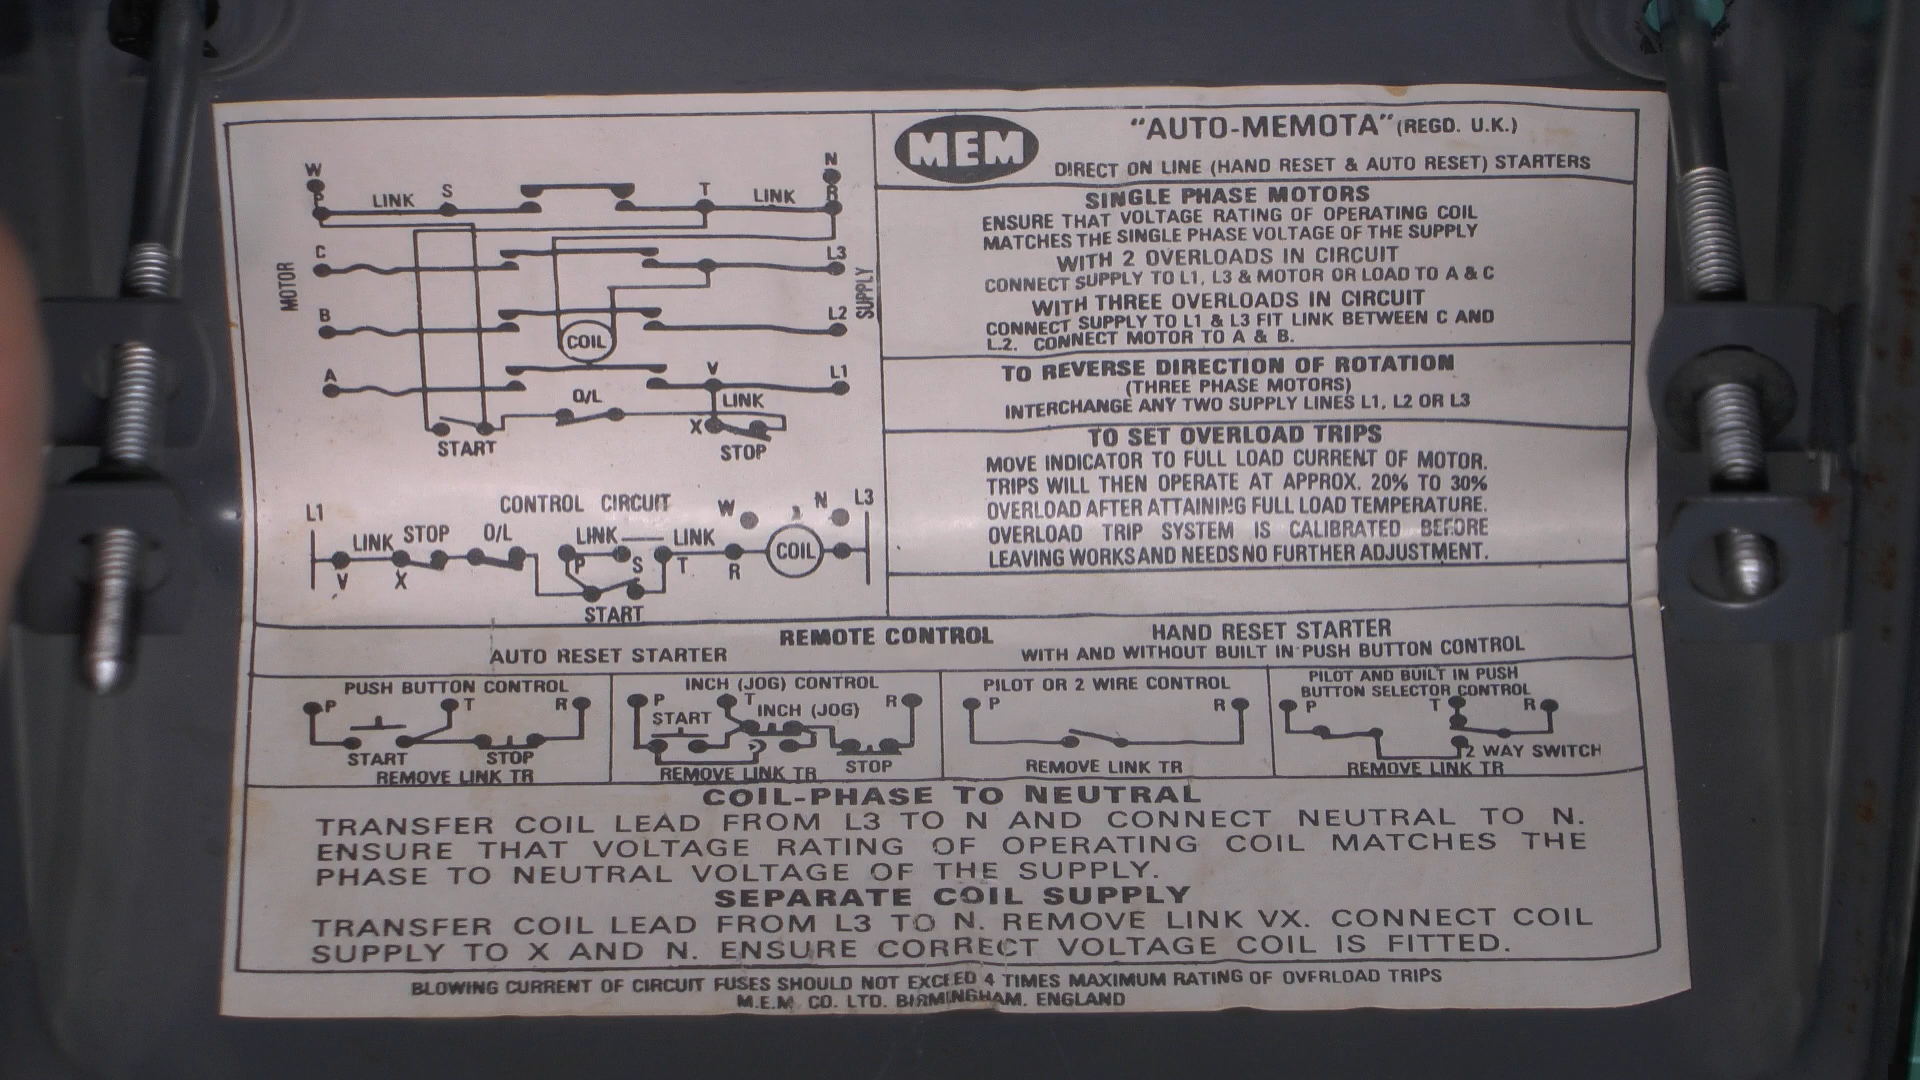 W N
P LINK S T LINK R
C L3
MOTOR SUPPLY
B L2
COIL
A V L1
O/L LINK
X
START STOP
CONTROL CIRCUIT
L1 W N L3
LINK STOP O/L LINK LINK COIL
V X P S T R
START
MEM
"AUTO-MEMOTA" (REGD. U.K.)
DIRECT ON LINE (HAND RESET & AUTO RESET) STARTERS
SINGLE PHASE MOTORS
ENSURE THAT VOLTAGE RATING OF OPERATING COIL
MATCHES THE SINGLE PHASE VOLTAGE OF THE SUPPLY
WITH 2 OVERLOADS IN CIRCUIT
CONNECT SUPPLY TO L1, L3 & MOTOR OR LOAD TO A & C
WITH THREE OVERLOADS IN CIRCUIT
CONNECT SUPPLY TO L1 & L3 FIT LINK BETWEEN C AND
L.2. CONNECT MOTOR TO A & B.
TO REVERSE DIRECTION OF ROTATION
(THREE PHASE MOTORS)
INTERCHANGE ANY TWO SUPPLY LINES L1, L2 OR L3
TO SET OVERLOAD TRIPS
MOVE INDICATOR TO FULL LOAD CURRENT OF MOTOR.
TRIPS WILL THEN OPERATE AT APPROX. 20% TO 30%
OVERLOAD AFTER ATTAINING FULL LOAD TEMPERATURE.
OVERLOAD TRIP SYSTEM IS CALIBRATED BEFORE
LEAVING WORKS AND NEEDS NO FURTHER ADJUSTMENT.
REMOTE CONTROL
AUTO RESET STARTER
HAND RESET STARTER
WITH AND WITHOUT BUILT IN PUSH BUTTON CONTROL
PUSH BUTTON CONTROL
P T R
START STOP
REMOVE LINK TR
INCH (JOG) CONTROL
P T R
START INCH (JOG)
STOP
REMOVE LINK TR
PILOT OR 2 WIRE CONTROL
P R
REMOVE LINK TR
PILOT AND BUILT IN PUSH
BUTTON SELECTOR CONTROL
P T R
2 WAY SWITCH
REMOVE LINK TR
COIL-PHASE TO NEUTRAL
TRANSFER COIL LEAD FROM L3 TO N AND CONNECT NEUTRAL TO N.
ENSURE THAT VOLTAGE RATING OF OPERATING COIL MATCHES THE
PHASE TO NEUTRAL VOLTAGE OF THE SUPPLY.
SEPARATE COIL SUPPLY
TRANSFER COIL LEAD FROM L3 TO N. REMOVE LINK VX. CONNECT COIL
SUPPLY TO X AND N. ENSURE CORRECT VOLTAGE COIL IS FITTED.
BLOWING CURRENT OF CIRCUIT FUSES SHOULD NOT EXCEED 4 TIMES MAXIMUM RATING OF OVERLOAD TRIPS
M.E.M. CO. LTD. BIRMINGHAM. ENGLAND